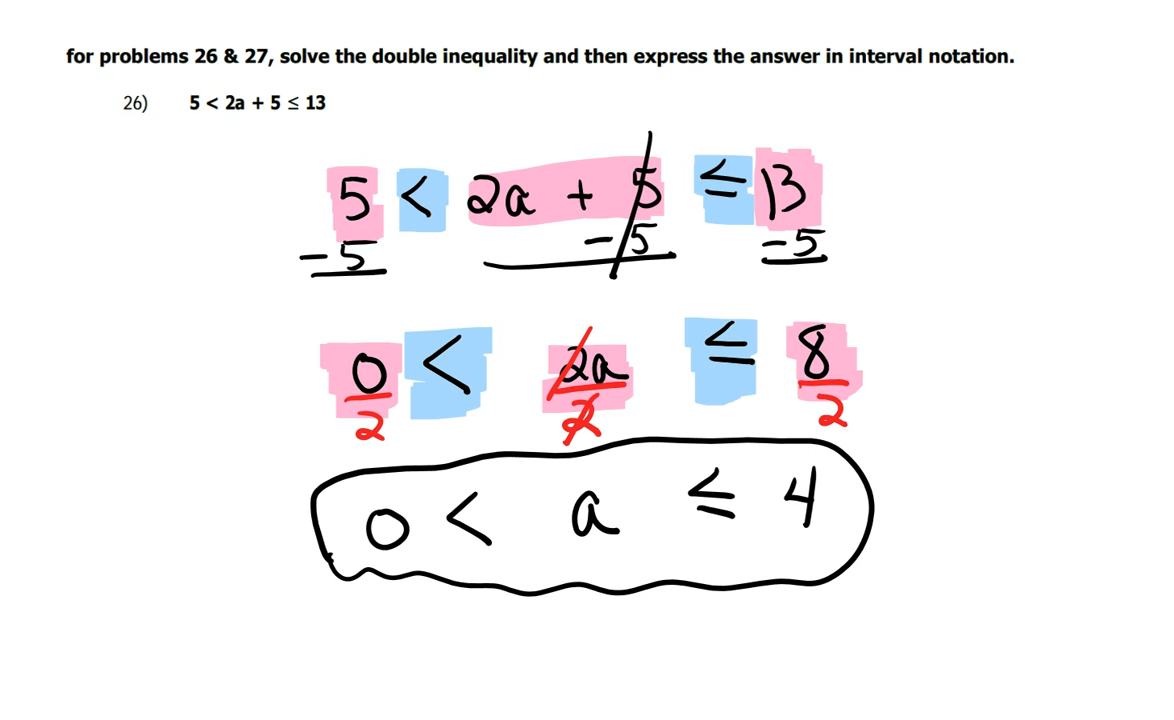 for problems 26 & 27, solve the double inequality and then express the answer in interval notation.
26) 5 < 2a + 5 ≤ 13
5 < 2a + 5 ≤ 13
-5 -5 -5
0 < 2a ≤ 8
2 2 2
0 < a ≤ 4